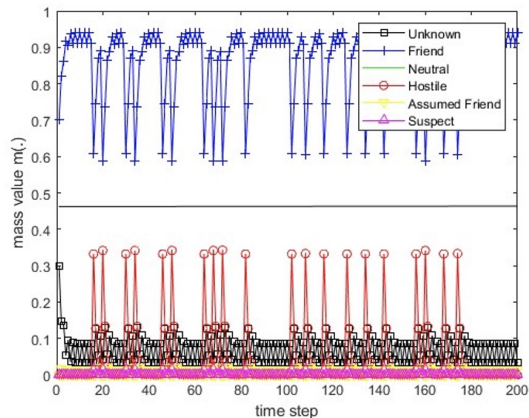 1
0.9
0.8
0.7
0.6
0.5
0.4
0.3
0.2
0.1
0
mass value m(.)
Unknown
Friend
Neutral
Hostile
Assumed Friend
Suspect
0 20 40 60 80 100 120 140 160 180 200
time step